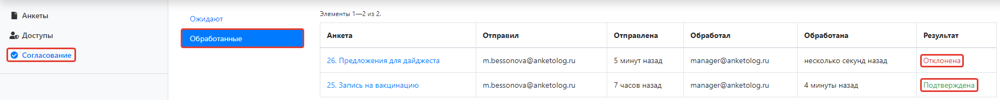 Анкеты
Доступы
Согласование
Ожидают
Обработанные
Элементы 1—2 из 2.
Анкета Отправил Отправлена Обработал Обработана Результат
26. Предложения для дайджеста m.bessonova@anketolog.ru 5 минут назад manager@anketolog.ru несколько секунд назад Отклонена
25. Запись на вакцинацию m.bessonova@anketolog.ru 7 часов назад manager@anketolog.ru 4 минуты назад Подтверждена